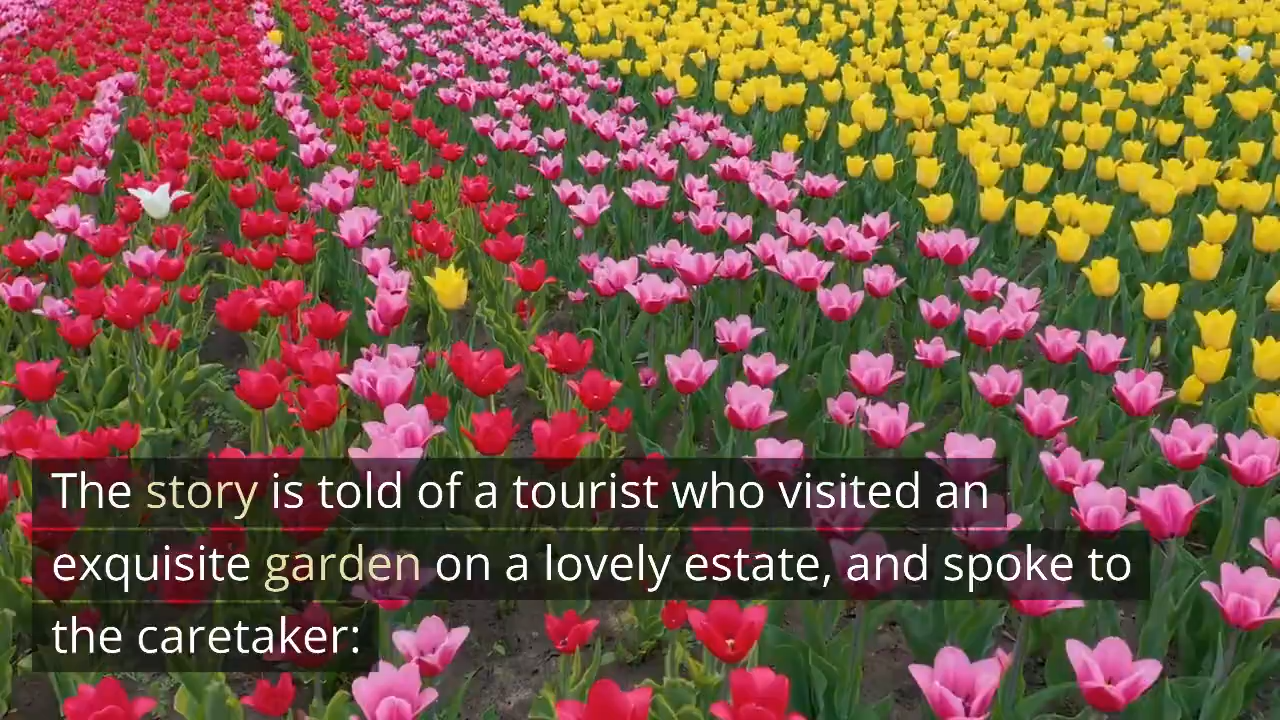 The story is told of a tourist who visited an
exquisite garden on a lovely estate, and spoke to
the caretaker: